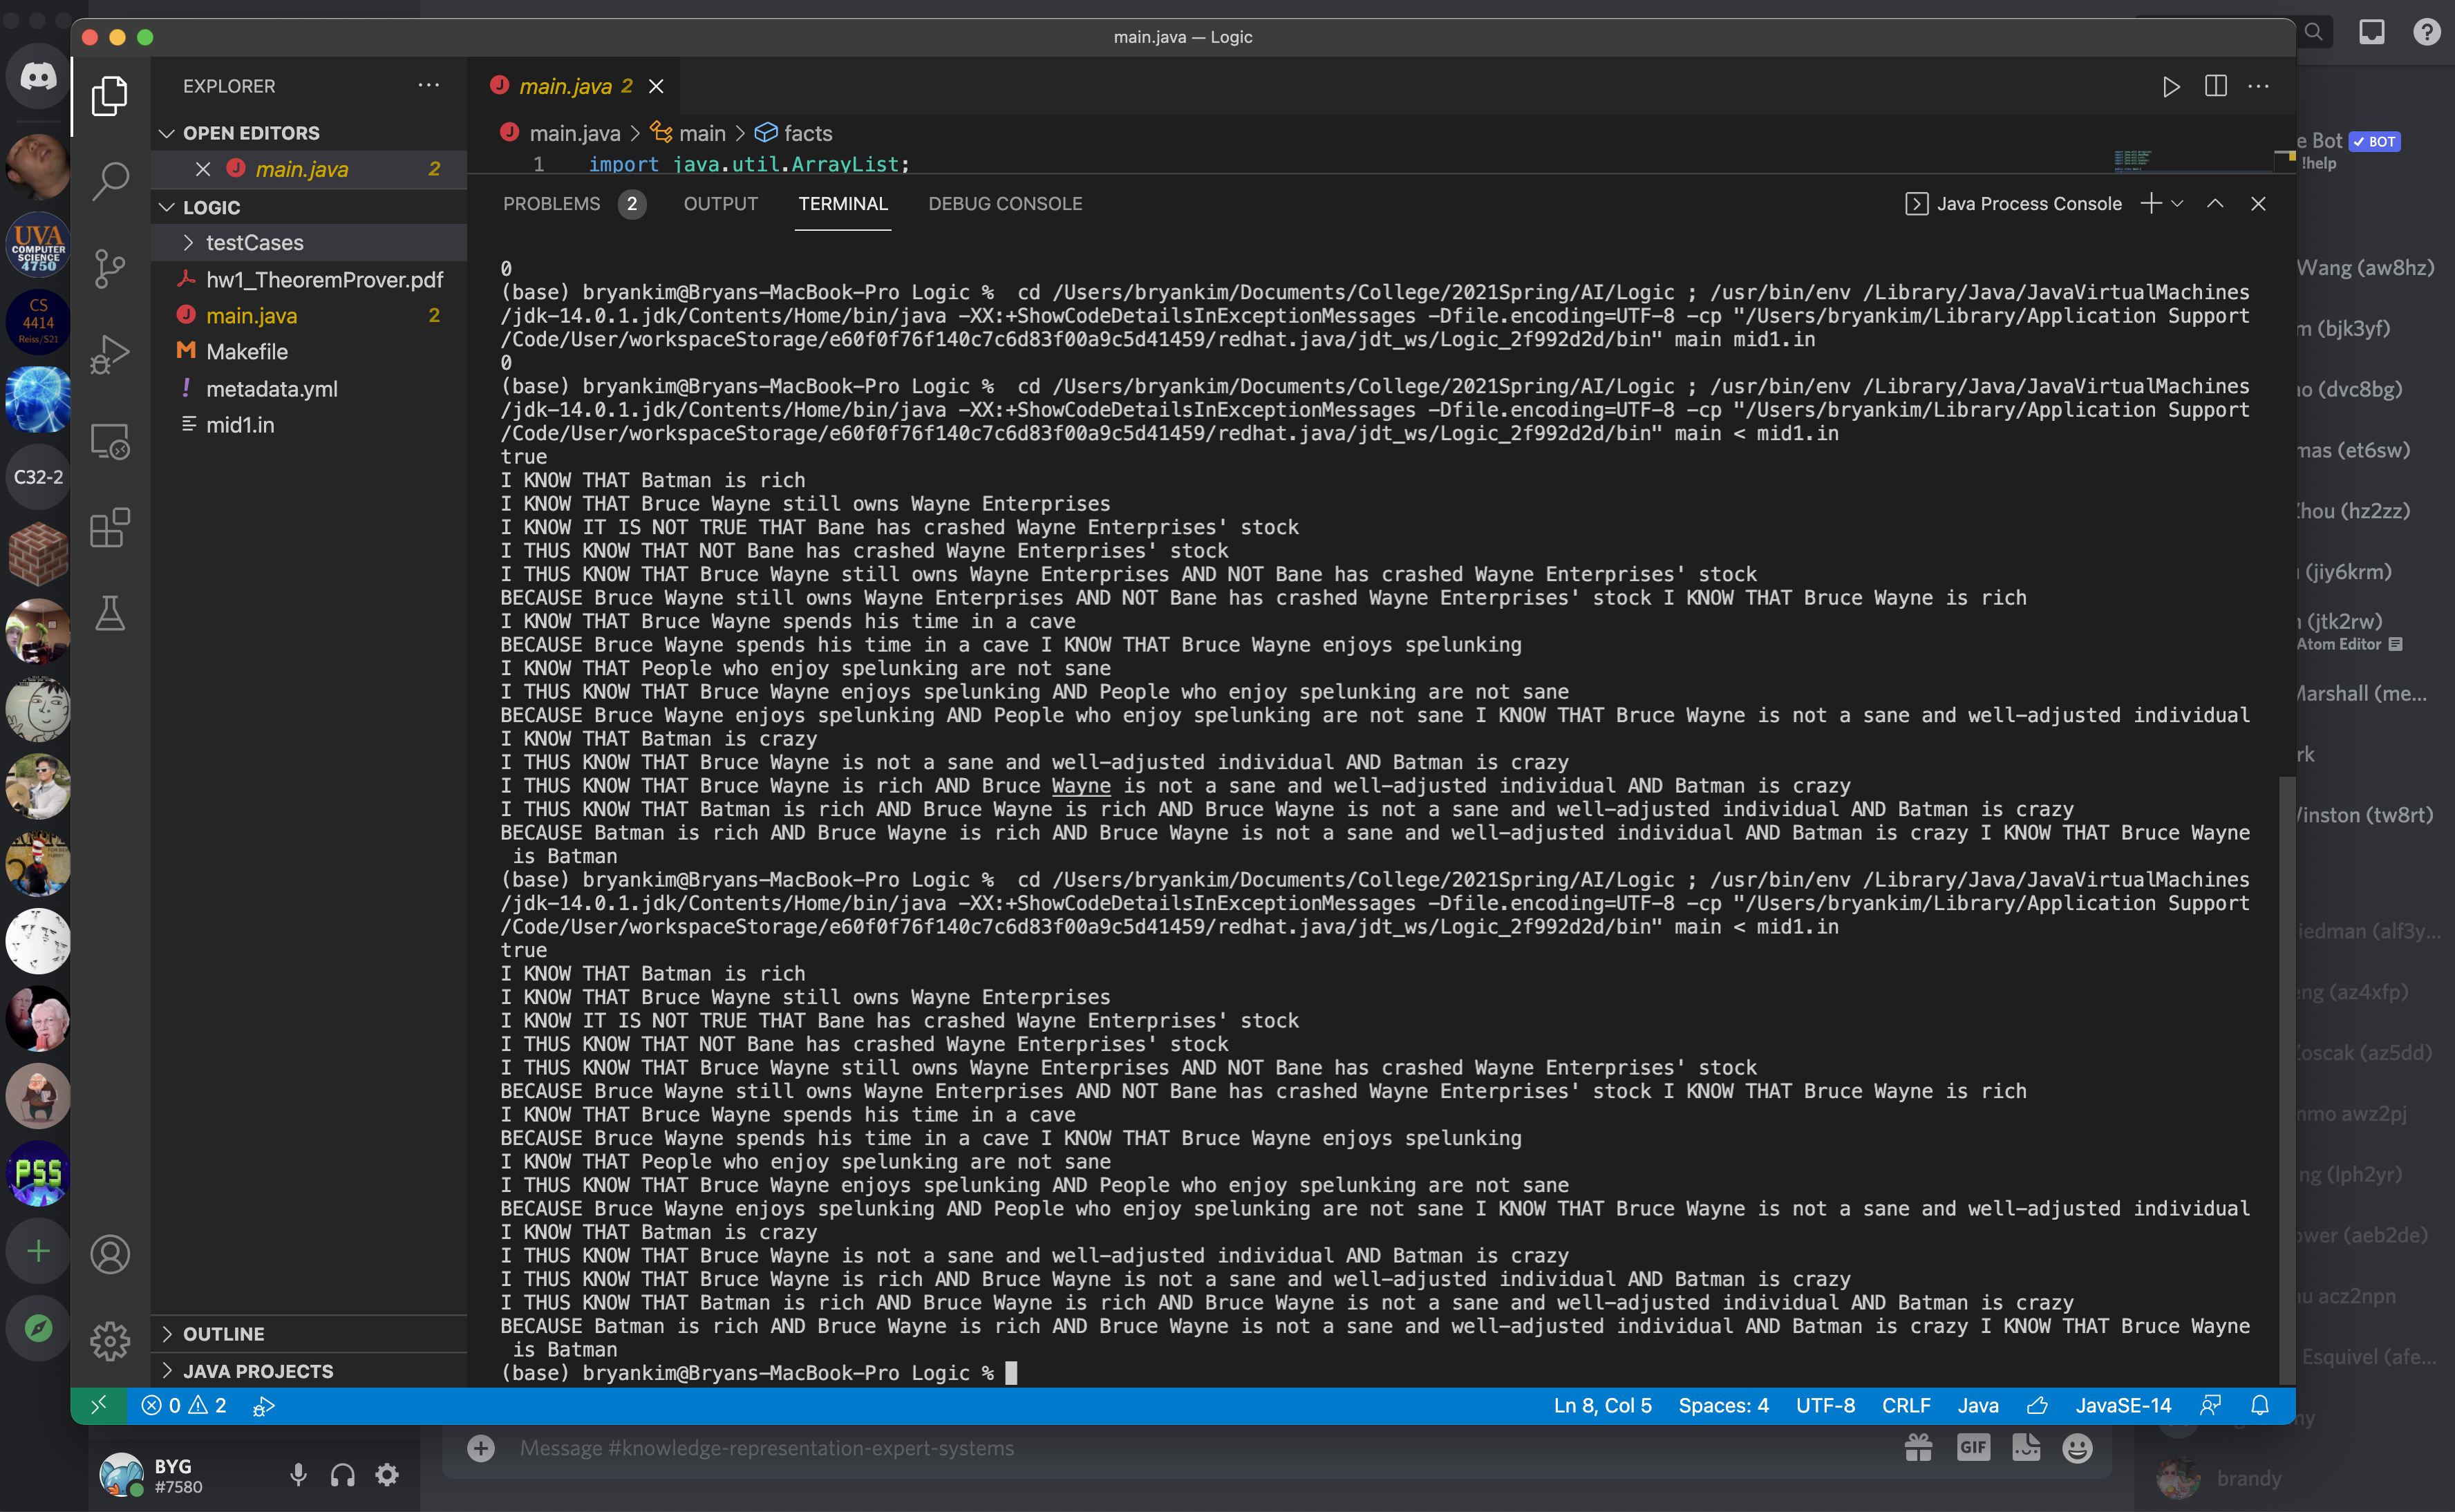 main.java — Logic
EXPLORER
main.java 2
OPEN EDITORS
main.java 2
LOGIC
testCases
hw1_TheoremProver.pdf
main.java 2
Makefile
metadata.yml
mid1.in
OUTLINE
JAVA PROJECTS
main.java > main > facts
1 import java.util.ArrayList;
PROBLEMS 2 OUTPUT TERMINAL DEBUG CONSOLE
Java Process Console
0
(base) bryankim@Bryans-MacBook-Pro Logic %  cd /Users/bryankim/Documents/College/2021Spring/AI/Logic ; /usr/bin/env /Library/Java/JavaVirtualMachines
/jdk-14.0.1.jdk/Contents/Home/bin/java -XX:+ShowCodeDetailsInExceptionMessages -Dfile.encoding=UTF-8 -cp "/Users/bryankim/Library/Application Support
/Code/User/workspaceStorage/e60f0f76f140c7c6d83f00a9c5d41459/redhat.java/jdt_ws/Logic_2f992d2d/bin" main mid1.in
0
(base) bryankim@Bryans-MacBook-Pro Logic %  cd /Users/bryankim/Documents/College/2021Spring/AI/Logic ; /usr/bin/env /Library/Java/JavaVirtualMachines
/jdk-14.0.1.jdk/Contents/Home/bin/java -XX:+ShowCodeDetailsInExceptionMessages -Dfile.encoding=UTF-8 -cp "/Users/bryankim/Library/Application Support
/Code/User/workspaceStorage/e60f0f76f140c7c6d83f00a9c5d41459/redhat.java/jdt_ws/Logic_2f992d2d/bin" main < mid1.in
true
I KNOW THAT Batman is rich
I KNOW THAT Bruce Wayne still owns Wayne Enterprises
I KNOW IT IS NOT TRUE THAT Bane has crashed Wayne Enterprises' stock
I THUS KNOW THAT NOT Bane has crashed Wayne Enterprises' stock
I THUS KNOW THAT Bruce Wayne still owns Wayne Enterprises AND NOT Bane has crashed Wayne Enterprises' stock
BECAUSE Bruce Wayne still owns Wayne Enterprises AND NOT Bane has crashed Wayne Enterprises' stock I KNOW THAT Bruce Wayne is rich
I KNOW THAT Bruce Wayne spends his time in a cave
BECAUSE Bruce Wayne spends his time in a cave I KNOW THAT Bruce Wayne enjoys spelunking
I KNOW THAT People who enjoy spelunking are not sane
I THUS KNOW THAT Bruce Wayne enjoys spelunking AND People who enjoy spelunking are not sane
BECAUSE Bruce Wayne enjoys spelunking AND People who enjoy spelunking are not sane I KNOW THAT Bruce Wayne is not a sane and well-adjusted individual
I KNOW THAT Batman is crazy
I THUS KNOW THAT Bruce Wayne is not a sane and well-adjusted individual AND Batman is crazy
I THUS KNOW THAT Bruce Wayne is rich AND Bruce Wayne is not a sane and well-adjusted individual AND Batman is crazy
I THUS KNOW THAT Batman is rich AND Bruce Wayne is rich AND Bruce Wayne is not a sane and well-adjusted individual AND Batman is crazy
BECAUSE Batman is rich AND Bruce Wayne is rich AND Bruce Wayne is not a sane and well-adjusted individual AND Batman is crazy I KNOW THAT Bruce Wayne
is Batman
(base) bryankim@Bryans-MacBook-Pro Logic %  cd /Users/bryankim/Documents/College/2021Spring/AI/Logic ; /usr/bin/env /Library/Java/JavaVirtualMachines
/jdk-14.0.1.jdk/Contents/Home/bin/java -XX:+ShowCodeDetailsInExceptionMessages -Dfile.encoding=UTF-8 -cp "/Users/bryankim/Library/Application Support
/Code/User/workspaceStorage/e60f0f76f140c7c6d83f00a9c5d41459/redhat.java/jdt_ws/Logic_2f992d2d/bin" main < mid1.in
true
I KNOW THAT Batman is rich
I KNOW THAT Bruce Wayne still owns Wayne Enterprises
I KNOW IT IS NOT TRUE THAT Bane has crashed Wayne Enterprises' stock
I THUS KNOW THAT NOT Bane has crashed Wayne Enterprises' stock
I THUS KNOW THAT Bruce Wayne still owns Wayne Enterprises AND NOT Bane has crashed Wayne Enterprises' stock
BECAUSE Bruce Wayne still owns Wayne Enterprises AND NOT Bane has crashed Wayne Enterprises' stock I KNOW THAT Bruce Wayne is rich
I KNOW THAT Bruce Wayne spends his time in a cave
BECAUSE Bruce Wayne spends his time in a cave I KNOW THAT Bruce Wayne enjoys spelunking
I KNOW THAT People who enjoy spelunking are not sane
I THUS KNOW THAT Bruce Wayne enjoys spelunking AND People who enjoy spelunking are not sane
BECAUSE Bruce Wayne enjoys spelunking AND People who enjoy spelunking are not sane I KNOW THAT Bruce Wayne is not a sane and well-adjusted individual
I KNOW THAT Batman is crazy
I THUS KNOW THAT Bruce Wayne is not a sane and well-adjusted individual AND Batman is crazy
I THUS KNOW THAT Bruce Wayne is rich AND Bruce Wayne is not a sane and well-adjusted individual AND Batman is crazy
I THUS KNOW THAT Batman is rich AND Bruce Wayne is rich AND Bruce Wayne is not a sane and well-adjusted individual AND Batman is crazy
BECAUSE Batman is rich AND Bruce Wayne is rich AND Bruce Wayne is not a sane and well-adjusted individual AND Batman is crazy I KNOW THAT Bruce Wayne
is Batman
(base) bryankim@Bryans-MacBook-Pro Logic %
0 2
Ln 8, Col 5 Spaces: 4 UTF-8 CRLF Java JavaSE-14
UVA
COMPUTER
SCIENCE
4750
CS
4414
Reiss/S21
C32-2
PSS
BYG
#7580
Message #knowledge-representation-expert-systems
GIF
e Bot BOT
!help
Wang (aw8hz)
(bjk3yf)
(dvc8bg)
(et6sw)
(hz2zz)
(jiy6krm)
(jtk2rw)
Atom Editor
Marshall (me...
(tw8rt)
(alf3y...
(az4xfp)
(az5dd)
awz2pj
(lph2yr)
(aeb2de)
acz2npn
Esquivel (afe...
brandy